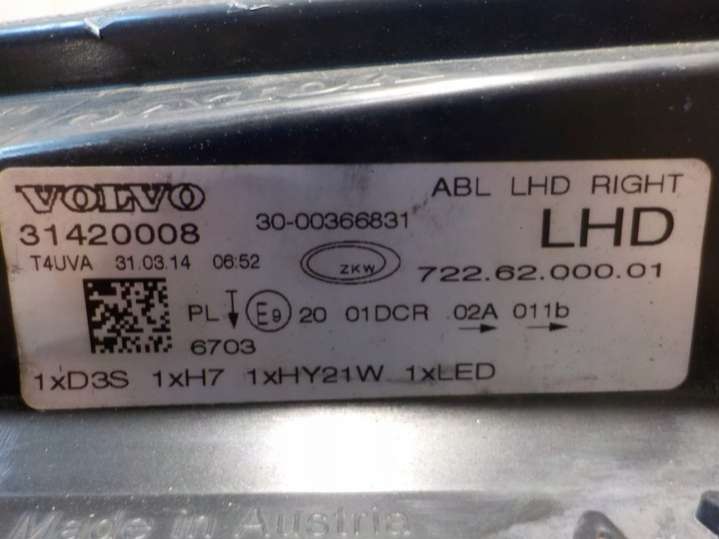 VOLVO
ABL LHD RIGHT
31420008
30-00366831
LHD
T4UVA 31.03.14 06:52
ZKW
722.62.000.01
PL E9 20 01DCR 02A 011b
6703
1xD3S 1xH7 1xHY21W 1xLED
Made in Austria